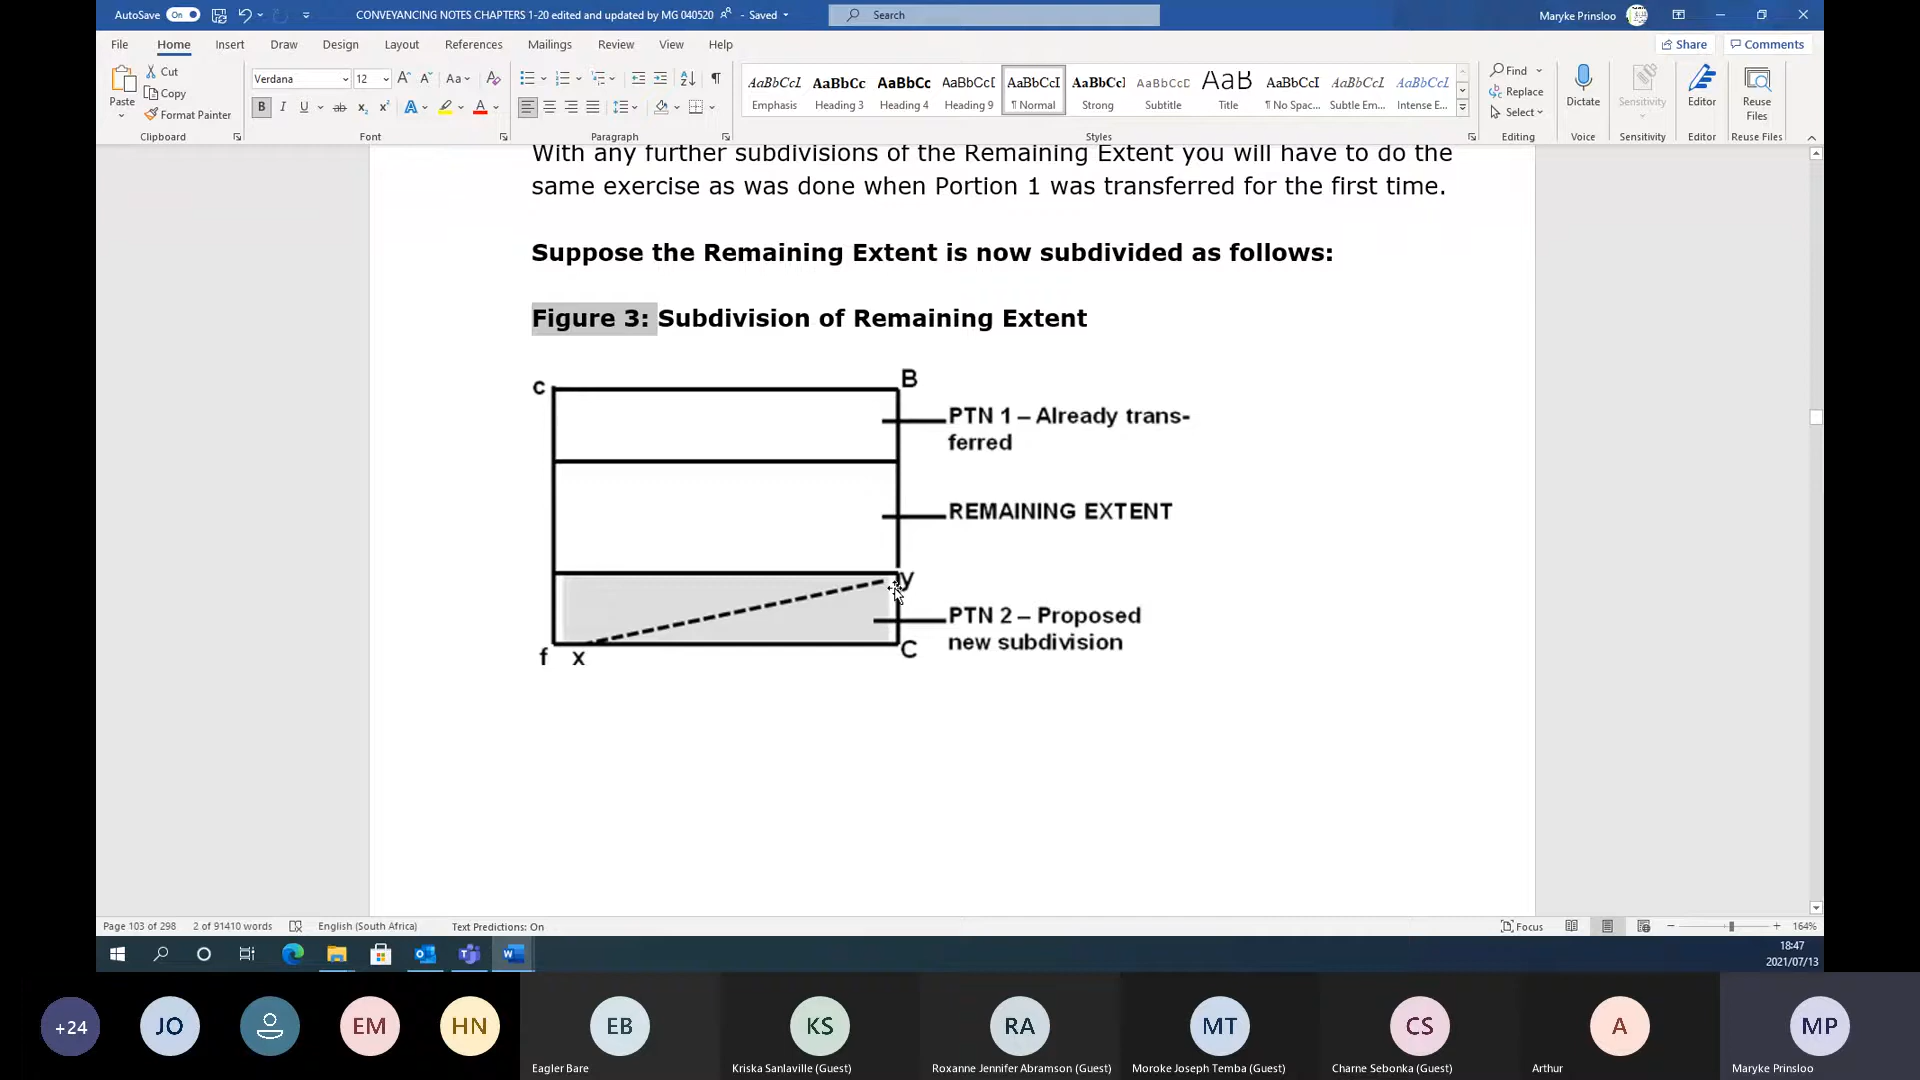 AutoSave On CONVEYANCING NOTES CHAPTERS 1-20 edited and updated by MG 040520 - Saved Search Maryke Prinsloo
File Home Insert Draw Design Layout References Mailings Review View Help Share Comments
Paste Cut Copy Format Painter
Verdana 12 Aa
B I U ab x₂ x² A A
AaBbCcI AaBbCc AaBbCc AaBbCcD AaBbCcI AaBbCcI AaBbCcD AaB AaBbCcI AaBbCcI AaBbCcI
Emphasis Heading 3 Heading 4 Heading 9 ¶ Normal Strong Subtitle Title ¶ No Spac... Subtle Em... Intense E...
Find Replace Select
Dictate Sensitivity Editor Reuse Files
Clipboard Font Paragraph Styles Editing Voice Sensitivity Editor Reuse Files
With any further subdivisions of the Remaining Extent you will have to do the
same exercise as was done when Portion 1 was transferred for the first time.
Suppose the Remaining Extent is now subdivided as follows:
Figure 3: Subdivision of Remaining Extent
c B
PTN 1 – Already trans-
ferred
REMAINING EXTENT
y
PTN 2 – Proposed
new subdivision
f x C
Page 103 of 298 2 of 91410 words English (South Africa) Text Predictions: On Focus 164%
18:47
2021/07/13
+24 JO EM HN EB KS RA MT CS A MP
Eagler Bare Kriska Sanlaville (Guest) Roxanne Jennifer Abramson (Guest) Moroke Joseph Temba (Guest) Charne Sebonka (Guest) Arthur Maryke Prinsloo